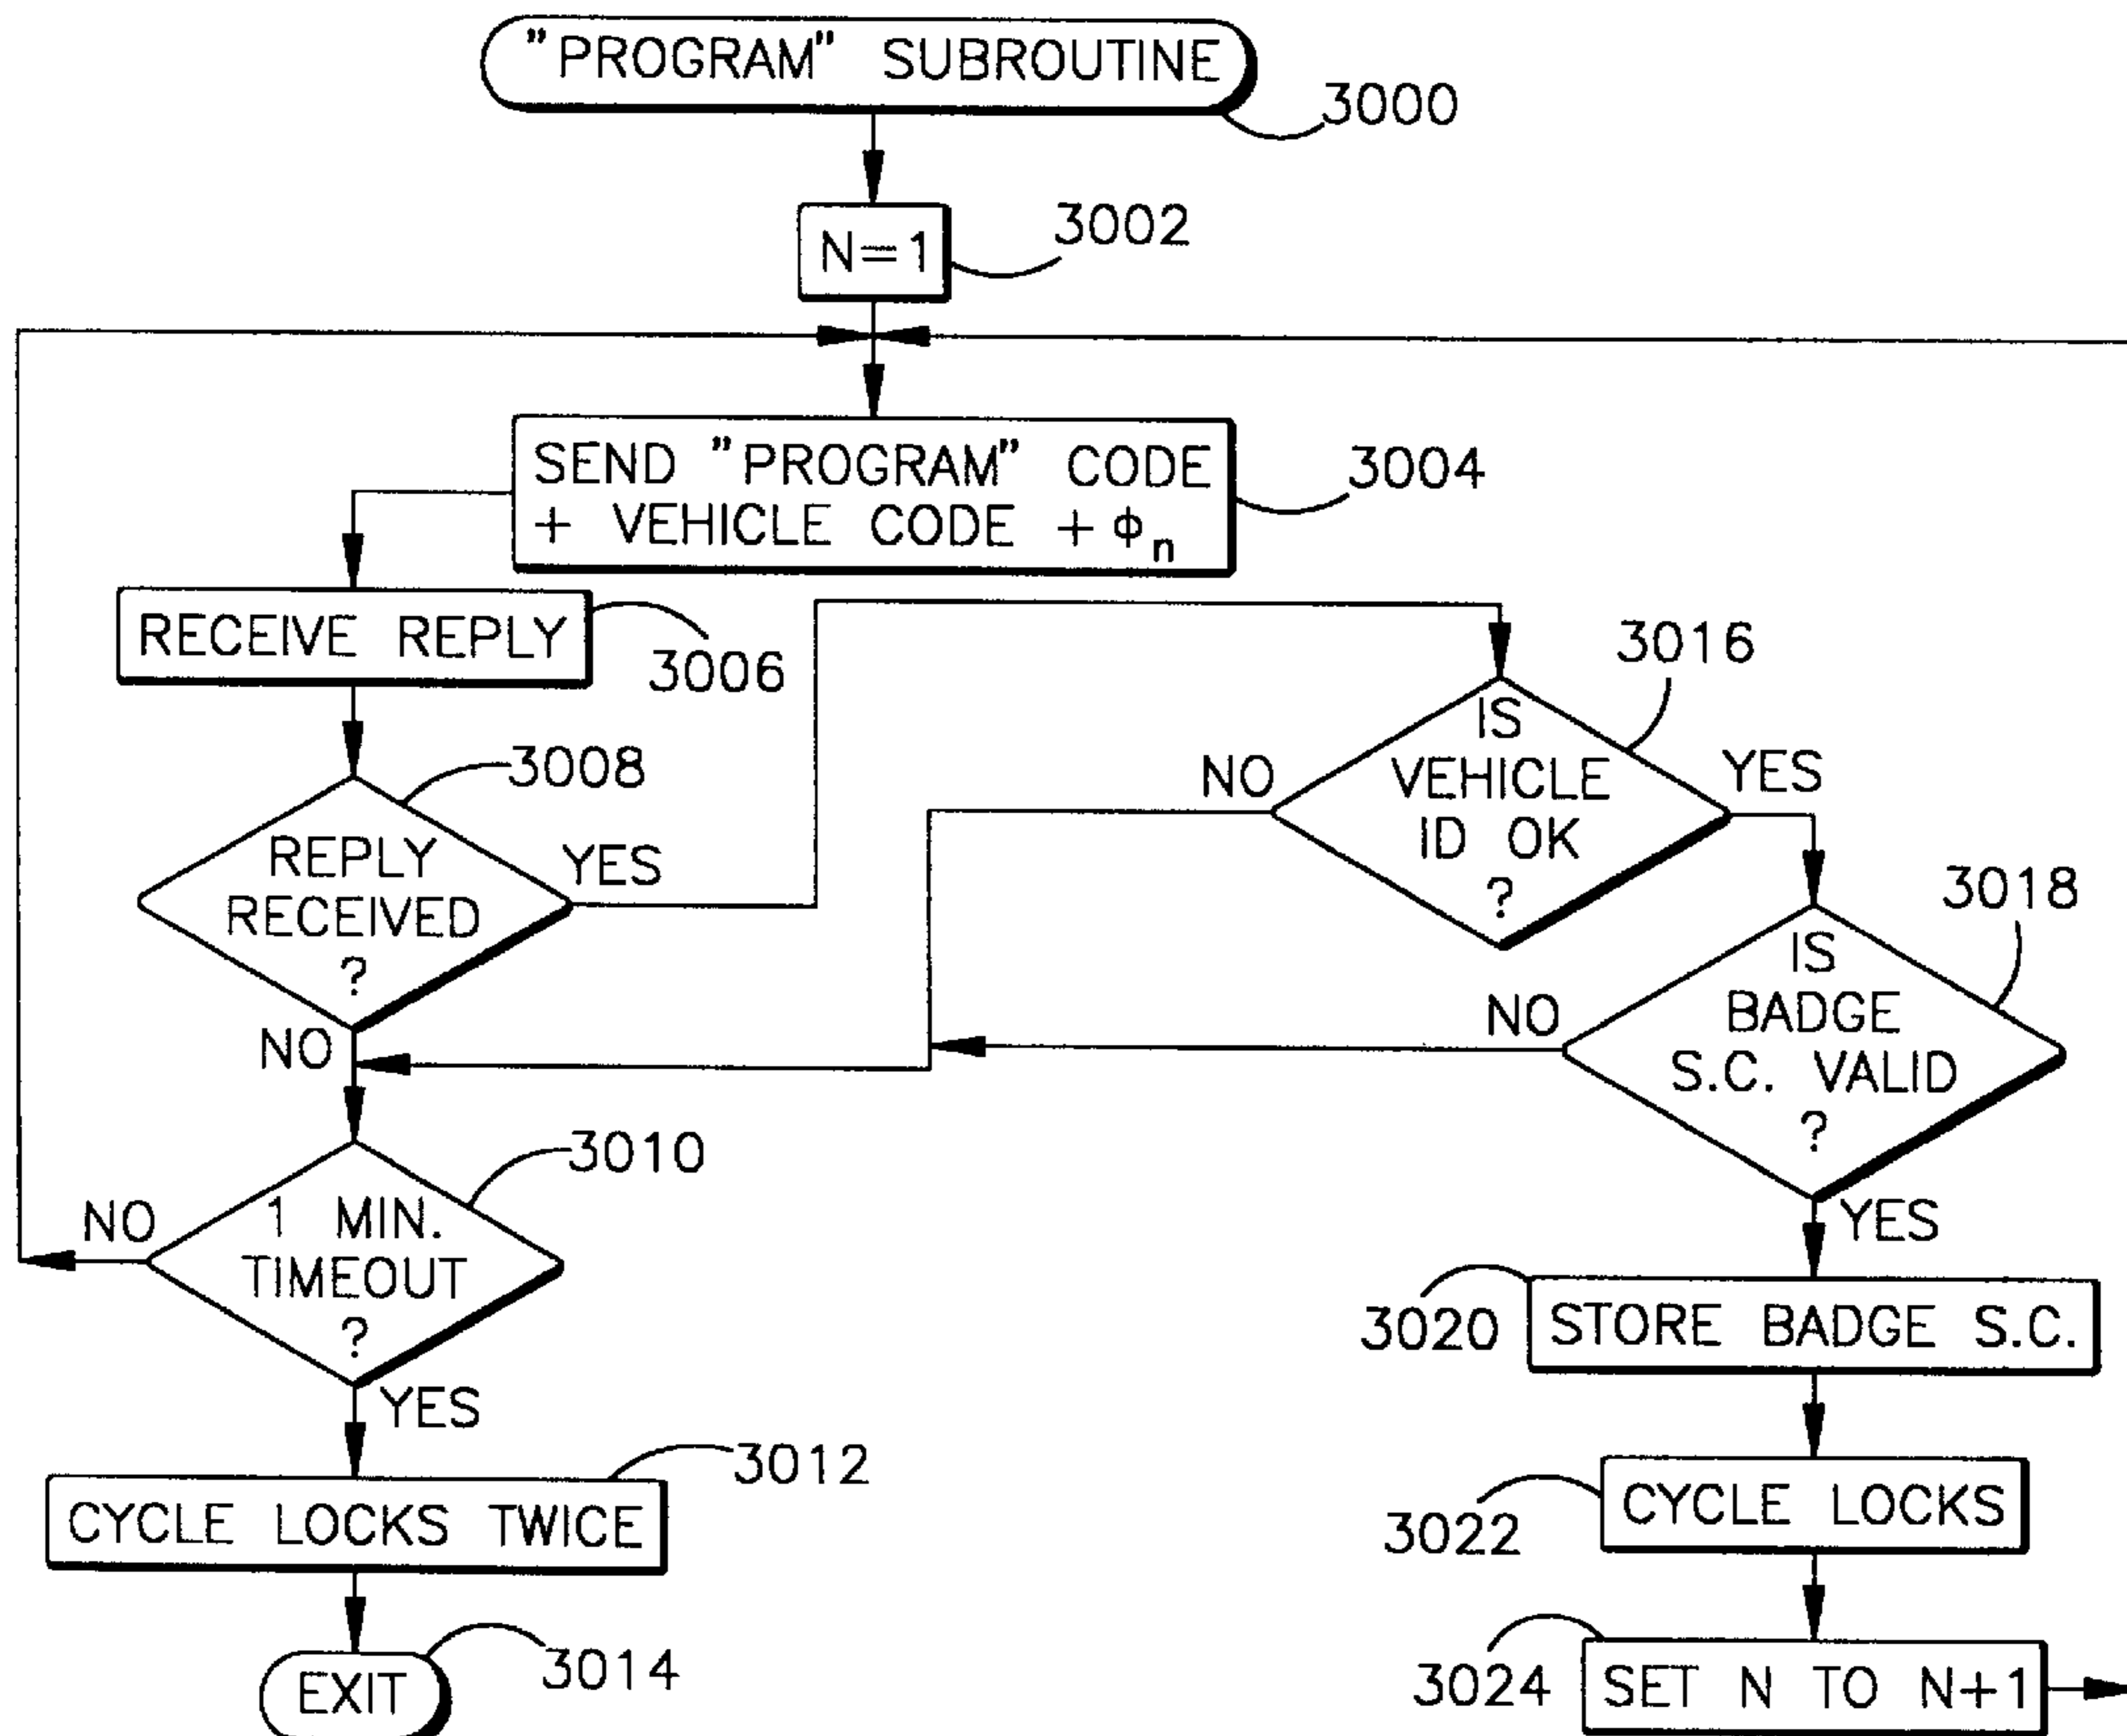 "PROGRAM" SUBROUTINE
3000
N=1
3002
SEND "PROGRAM" CODE
+ VEHICLE CODE + Φn
3004
RECEIVE REPLY
3006
REPLY
RECEIVED
?
3008
YES
NO
IS
VEHICLE
ID OK
?
3016
NO
YES
IS
BADGE
S.C. VALID
?
3018
NO
YES
1 MIN.
TIMEOUT
?
3010
NO
YES
CYCLE LOCKS TWICE
3012
EXIT
3014
STORE BADGE S.C.
3020
CYCLE LOCKS
3022
SET N TO N+1
3024